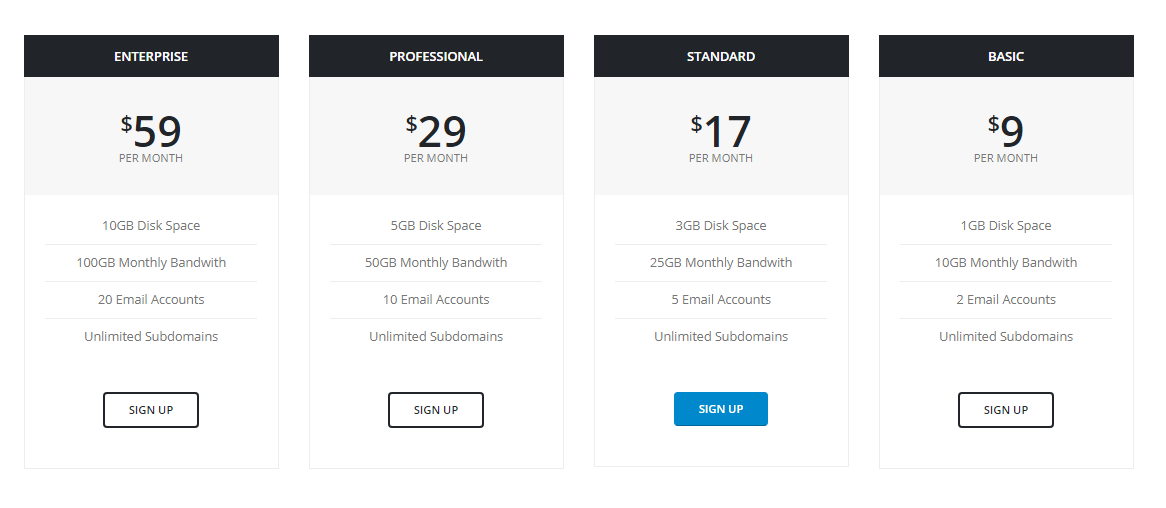 ENTERPRISE
$59
PER MONTH
10GB Disk Space
100GB Monthly Bandwith
20 Email Accounts
Unlimited Subdomains
SIGN UP
PROFESSIONAL
$29
PER MONTH
5GB Disk Space
50GB Monthly Bandwith
10 Email Accounts
Unlimited Subdomains
SIGN UP
STANDARD
$17
PER MONTH
3GB Disk Space
25GB Monthly Bandwith
5 Email Accounts
Unlimited Subdomains
SIGN UP
BASIC
$9
PER MONTH
1GB Disk Space
10GB Monthly Bandwith
2 Email Accounts
Unlimited Subdomains
SIGN UP